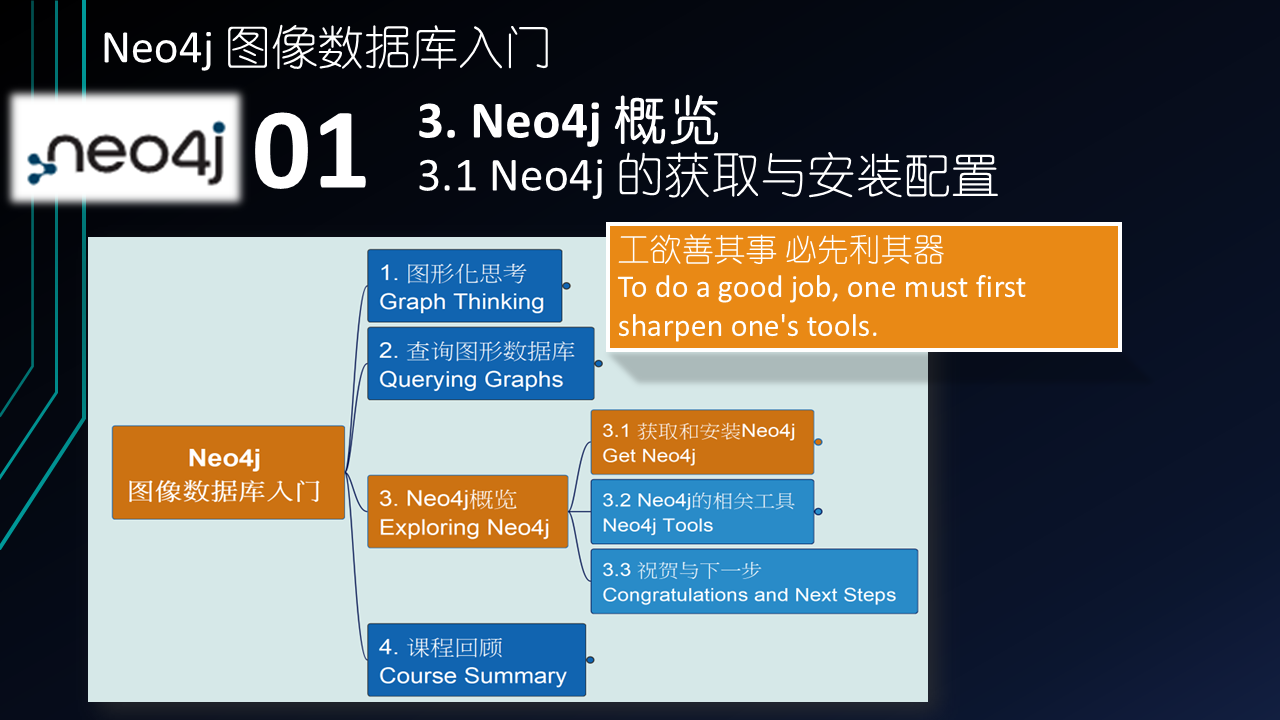 Neo4j 图像数据库入门
neo4j
01
3. Neo4j 概览
3.1 Neo4j 的获取与安装配置
工欲善其事 必先利其器
To do a good job, one must first
sharpen one's tools.
1. 图形化思考
Graph Thinking
2. 查询图形数据库
Querying Graphs
Neo4j
图像数据库入门
3. Neo4j概览
Exploring Neo4j
3.1 获取和安装Neo4j
Get Neo4j
3.2 Neo4j的相关工具
Neo4j Tools
3.3 祝贺与下一步
Congratulations and Next Steps
4. 课程回顾
Course Summary